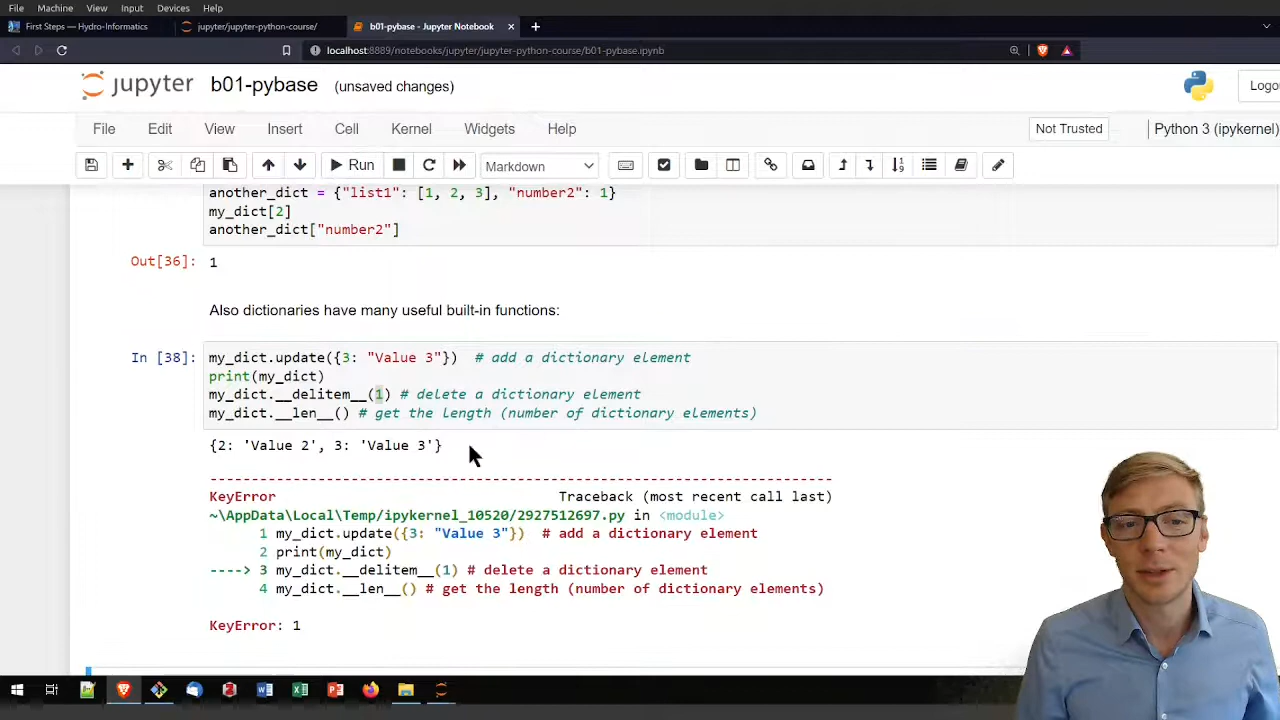 File Machine View Input Devices Help
First Steps — Hydro-Informatics
jupyter/jupyter-python-course/
b01-pybase - Jupyter Notebook
localhost:8889/notebooks/jupyter/jupyter-python-course/b01-pybase.ipynb
jupyter b01-pybase (unsaved changes)
Logo
File Edit View Insert Cell Kernel Widgets Help
Not Trusted
Python 3 (ipykernel)
Run
Markdown
another_dict = {"list1": [1, 2, 3], "number2": 1}
my_dict[2]
another_dict["number2"]
Out[36]: 1
Also dictionaries have many useful built-in functions:
In [38]: my_dict.update({3: "Value 3"})  # add a dictionary element
print(my_dict)
my_dict.__delitem__(1) # delete a dictionary element
my_dict.__len__() # get the length (number of dictionary elements)
{2: 'Value 2', 3: 'Value 3'}
---------------------------------------------------------------------------
KeyError                                  Traceback (most recent call last)
~\AppData\Local\Temp/ipykernel_10520/2927512697.py in <module>
1 my_dict.update({3: "Value 3"})  # add a dictionary element
2 print(my_dict)
----> 3 my_dict.__delitem__(1) # delete a dictionary element
4 my_dict.__len__() # get the length (number of dictionary elements)
KeyError: 1